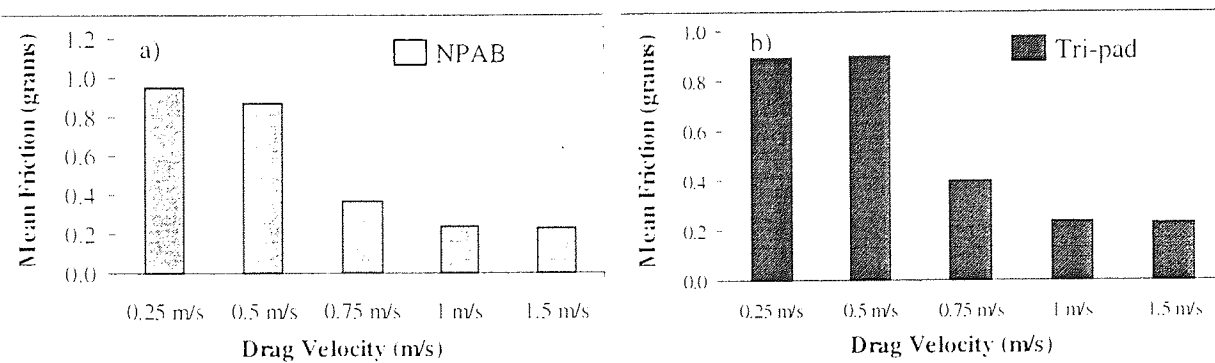 a)
NPAB
Mean Friction (grams)
1.2
1.0
0.8
0.6
0.4
0.2
0.0
0.25 m/s 0.5 m/s 0.75 m/s 1 m/s 1.5 m/s
Drag Velocity (m/s)
b)
Tri-pad
Mean Friction (grams)
1.0
0.8
0.6
0.4
0.2
0.0
0.25 m/s 0.5 m/s 0.75 m/s 1 m/s 1.5 m/s
Drag Velocity (m/s)